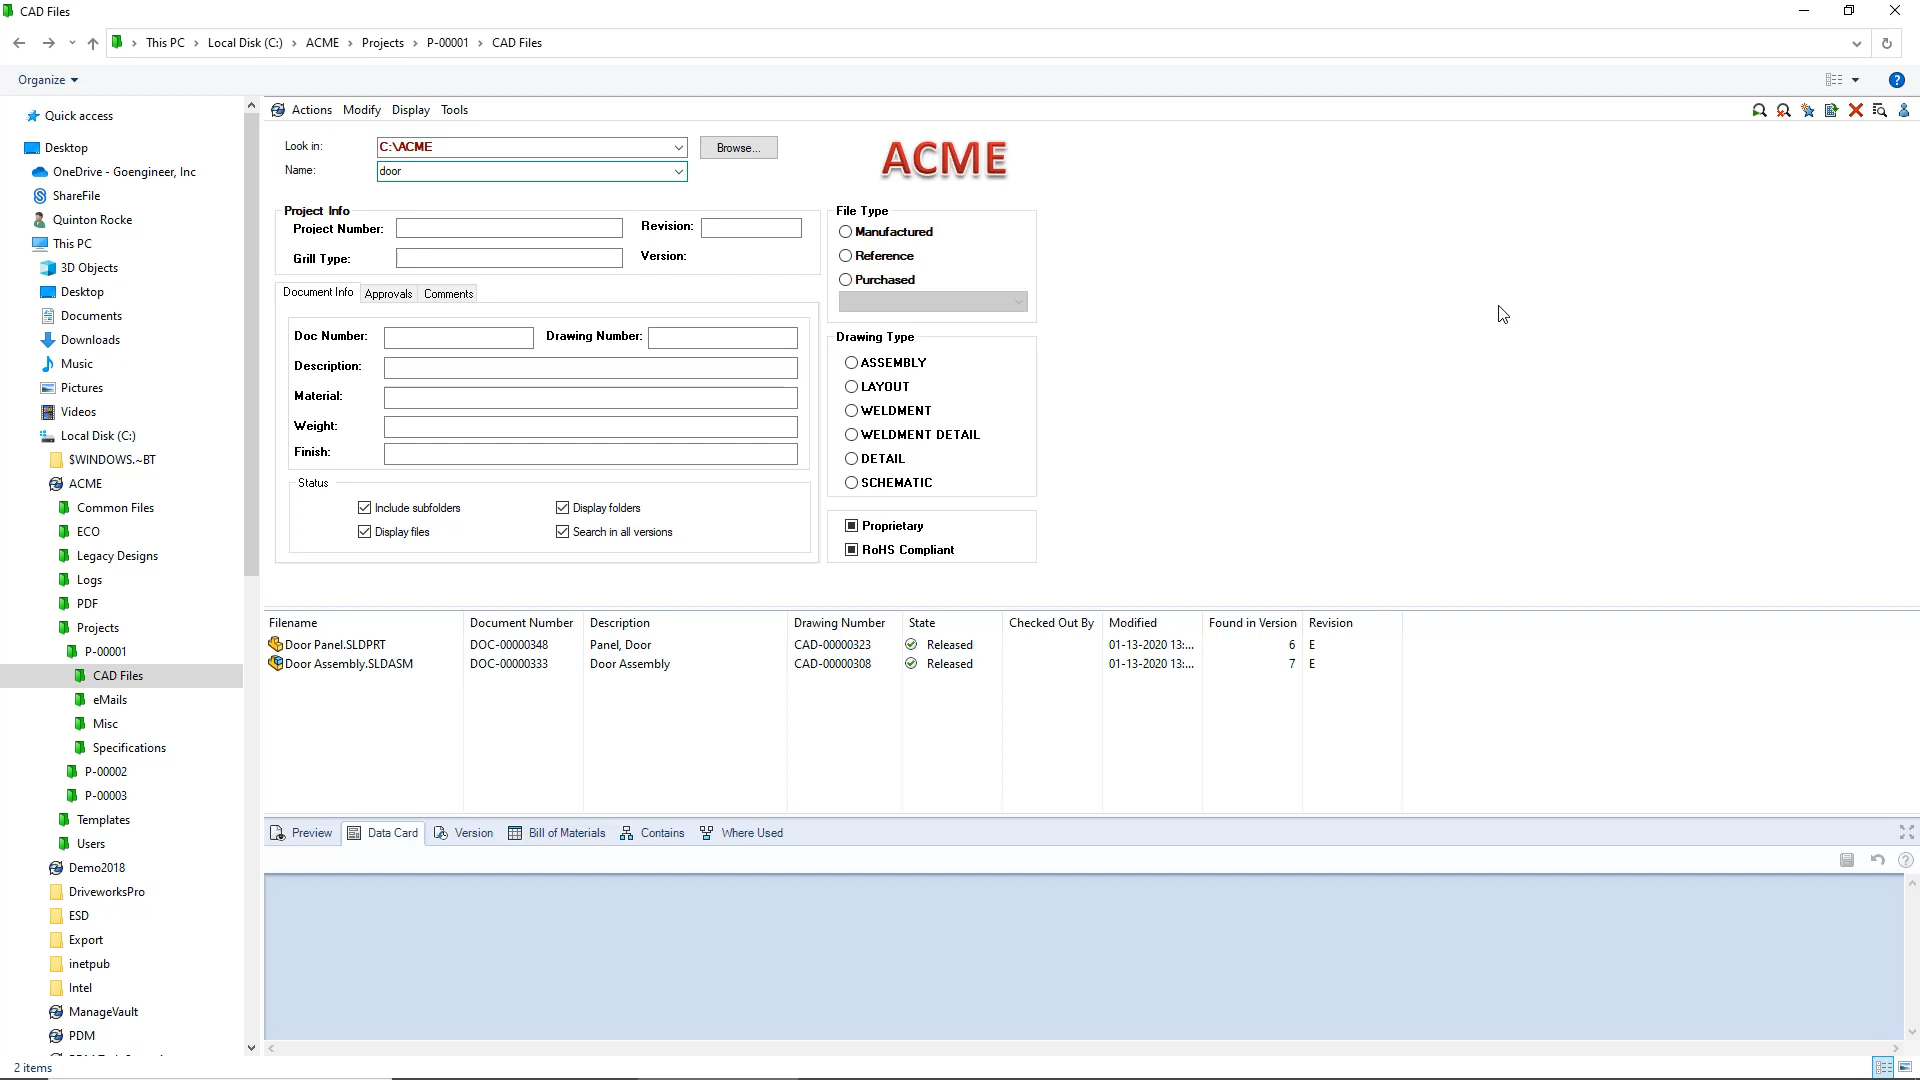 CAD Files
This PC > Local Disk (C:) > ACME > Projects > P-00001 > CAD Files
Organize
Quick access
Desktop
OneDrive - Goengineer, Inc
ShareFile
Quinton Rocke
This PC
3D Objects
Desktop
Documents
Downloads
Music
Pictures
Videos
Local Disk (C:)
$WINDOWS.~BT
ACME
Common Files
ECO
Legacy Designs
Logs
PDF
Projects
P-00001
CAD Files
eMails
Misc
Specifications
P-00002
P-00003
Templates
Users
Demo2018
DriveworksPro
ESD
Export
inetpub
Intel
ManageVault
PDM
2 items
Actions Modify Display Tools
Look in: C:\ACME Browse...
Name: door
ACME
Project Info
Project Number: Revision:
Grill Type: Version:
Document Info Approvals Comments
Doc Number: Drawing Number:
Description:
Material:
Weight:
Finish:
Status
Include subfolders Display folders
Display files Search in all versions
File Type
Manufactured
Reference
Purchased
Drawing Type
ASSEMBLY
LAYOUT
WELDMENT
WELDMENT DETAIL
DETAIL
SCHEMATIC
Proprietary
RoHS Compliant
Filename Document Number Description Drawing Number State Checked Out By Modified Found in Version Revision
Door Panel.SLDPRT DOC-00000348 Panel, Door CAD-00000323 Released 01-13-2020 13:... 6 E
Door Assembly.SLDASM DOC-00000333 Door Assembly CAD-00000308 Released 01-13-2020 13:... 7 E
Preview Data Card Version Bill of Materials Contains Where Used